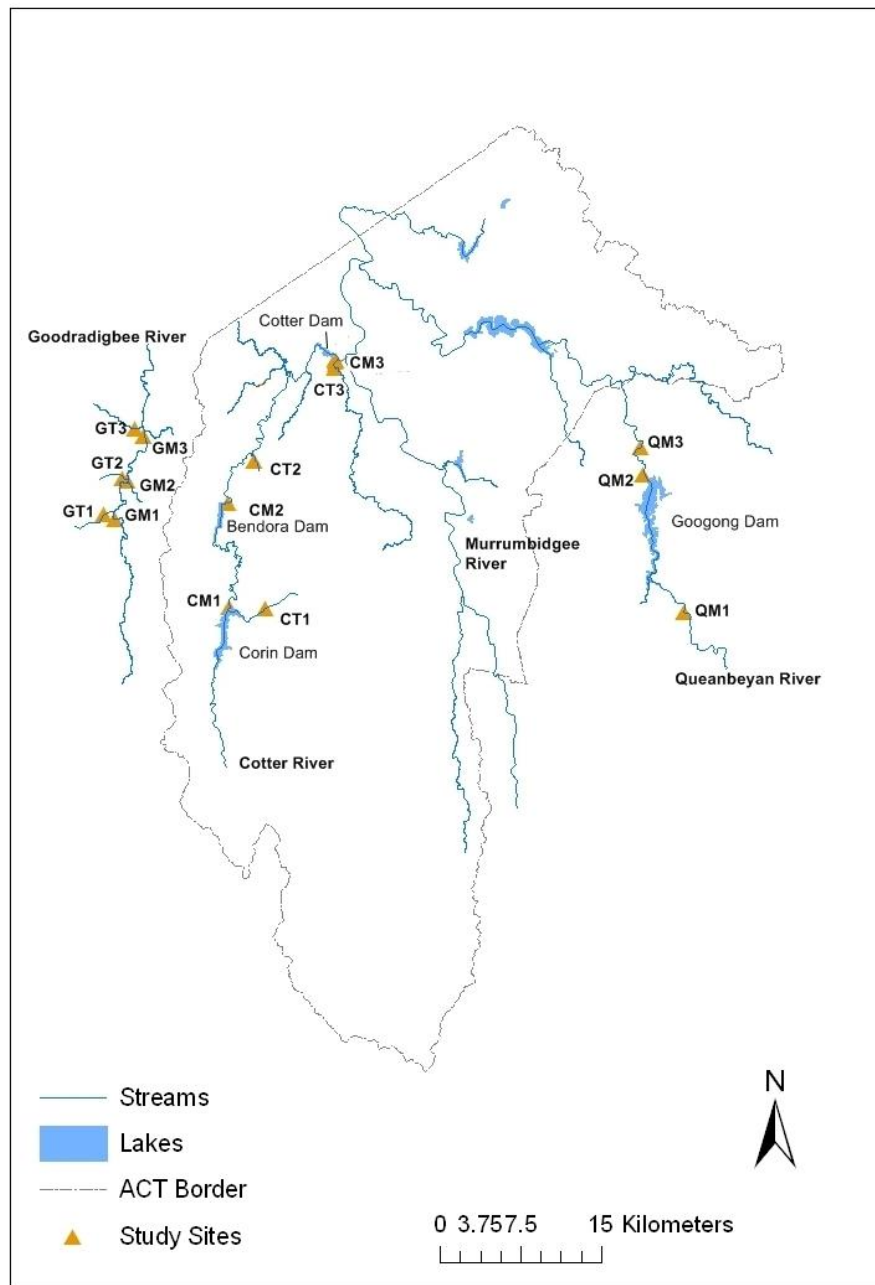 Cotter Dam
Goodradigbee River
CM3
CT3
GT3
GM3
QM3
GT2
CT2
QM2
GM2
CM2
GT1
GM1
Bendora Dam
Googong Dam
Murrumbidgee
River
CM1
CT1
QM1
Corin Dam
Queanbeyan River
Cotter River
N
Streams
Lakes
ACT Border
Study Sites
0 3.757.5 15 Kilometers